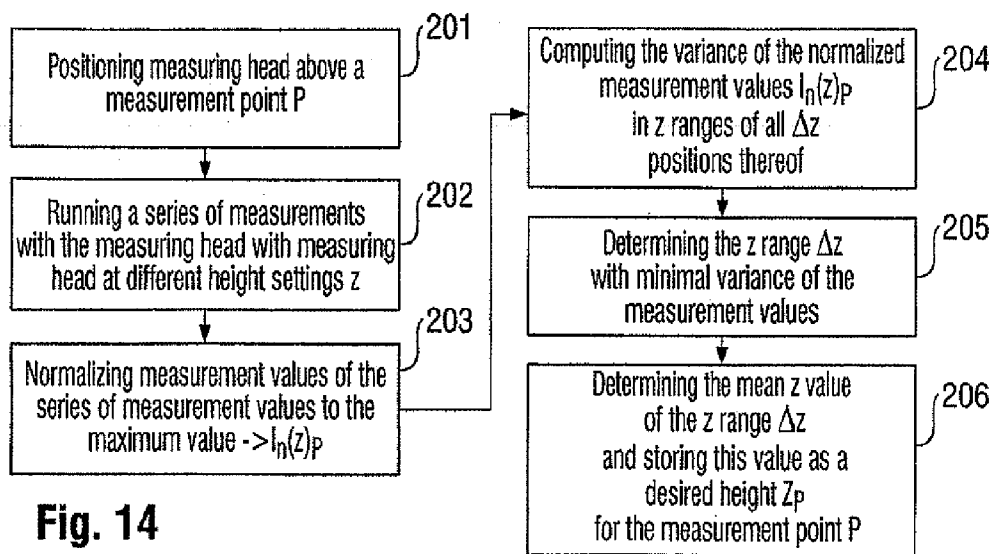 201
Positioning measuring head above a
measurement point P
202
Running a series of measurements
with the measuring head with measuring
head at different height settings z
203
Normalizing measurement values of the
series of measurement values to the
maximum value ->In(z)P
204
Computing the variance of the normalized
measurement values In(z)P
in z ranges of all Δz
positions thereof
205
Determining the z range Δz
with minimal variance of the
measurement values
206
Determining the mean z value
of the z range Δz
and storing this value as a
desired height ZP
for the measurement point P
Fig. 14